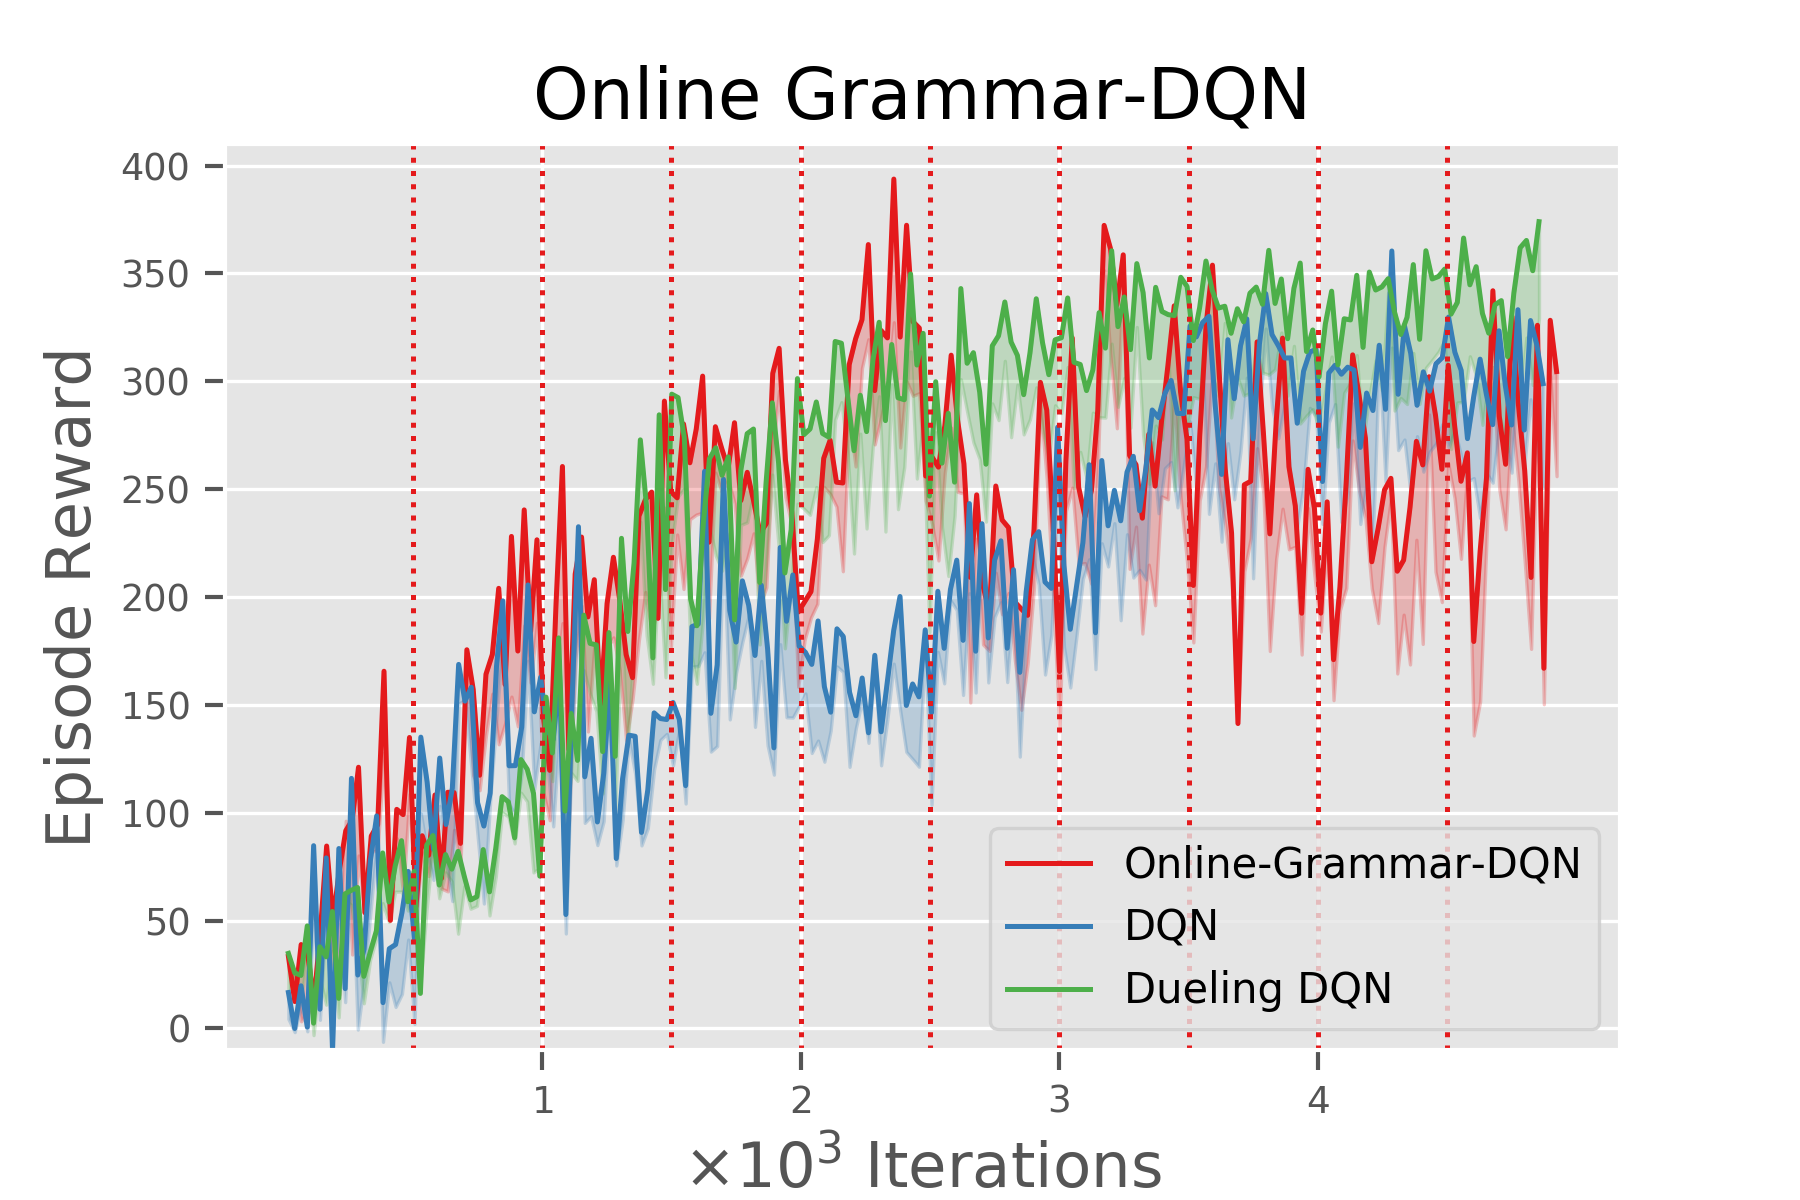 Online Grammar-DQN
Episode Reward
400
350
300
250
200
150
100
50
0
Online-Grammar-DQN
DQN
Dueling DQN
1 2 3 4
×10³ Iterations